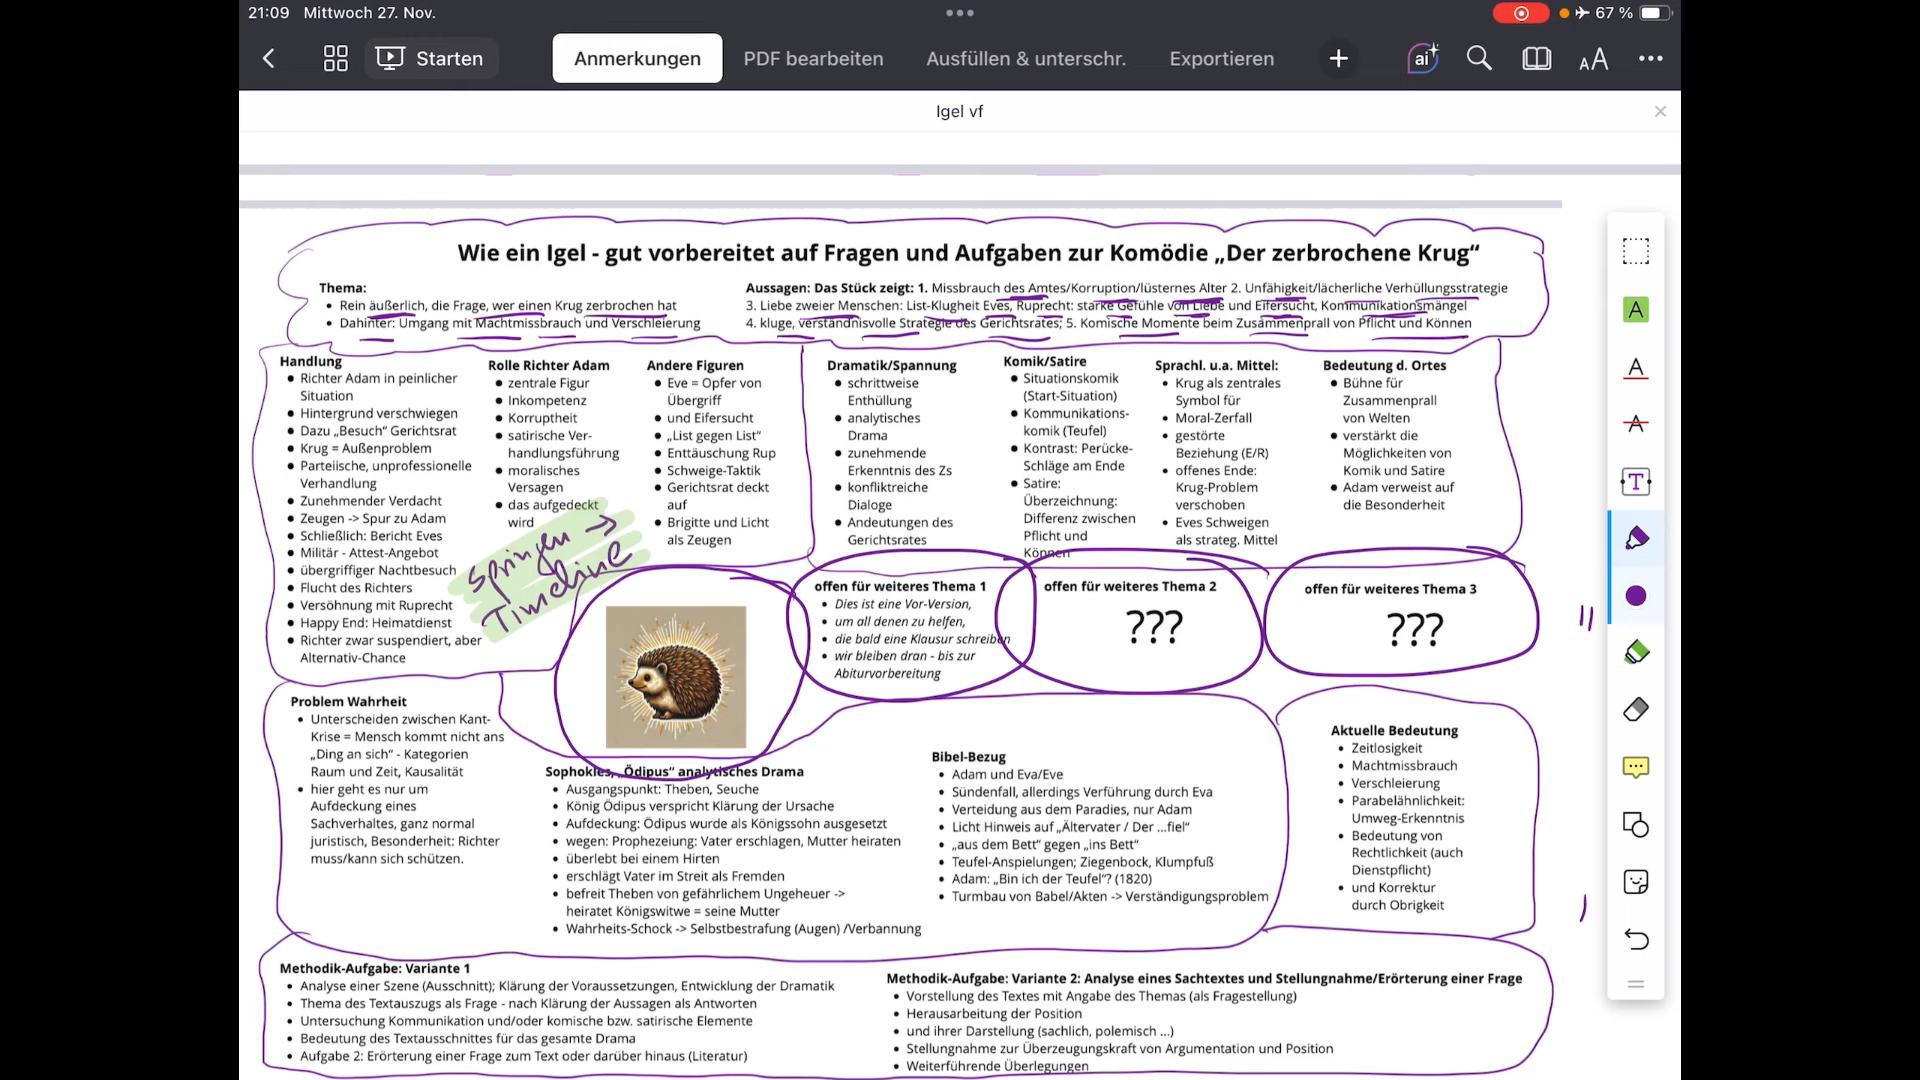 21:09 Mittwoch 27. Nov.
67 %
Starten
Anmerkungen
PDF bearbeiten
Ausfüllen & unterschr.
Exportieren
ai
AA
Igel vf
Wie ein Igel - gut vorbereitet auf Fragen und Aufgaben zur Komödie „Der zerbrochene Krug“
Thema:
• Rein äußerlich, die Frage, wer einen Krug zerbrochen hat
• Dahinter: Umgang mit Machtmissbrauch und Verschleierung
Aussagen: Das Stück zeigt: 1. Missbrauch des Amtes/Korruption/lüsternes Alter 2. Unfähigkeit/lächerliche Verhüllungsstrategie
3. Liebe zweier Menschen: List-Klugheit Eves, Ruprecht: starke Gefühle von Liebe und Eifersucht, Kommunikationsmängel
4. kluge, verständnisvolle Strategie des Gerichtsrates; 5. Komische Momente beim Zusammenprall von Pflicht und Können
Handlung
• Richter Adam in peinlicher
Situation
• Hintergrund verschwiegen
• Dazu „Besuch“ Gerichtsrat
• Krug = Außenproblem
• Parteiische, unprofessionelle
Verhandlung
• Zunehmender Verdacht
• Zeugen -> Spur zu Adam
• Schließlich: Bericht Eves
• Militär - Attest-Angebot
• übergriffiger Nachtbesuch
• Flucht des Richters
• Versöhnung mit Ruprecht
• Happy End: Heimatdienst
• Richter zwar suspendiert, aber
Alternativ-Chance
Rolle Richter Adam
• zentrale Figur
• Inkompetenz
• Korruptheit
• satirische Ver-
handlungsführung
• moralisches
Versagen
• das aufgedeckt
wird
Andere Figuren
• Eve = Opfer von
Übergriff
• und Eifersucht
• „List gegen List“
• Enttäuschung Rup
• Schweige-Taktik
• Gerichtsrat deckt
auf
• Brigitte und Licht
als Zeugen
Dramatik/Spannung
• schrittweise
Enthüllung
• analytisches
Drama
• zunehmende
Erkenntnis des Zs
• konfliktreiche
Dialoge
• Andeutungen des
Gerichtsrates
Komik/Satire
• Situationskomik
(Start-Situation)
• Kommunikations-
komik (Teufel)
• Kontrast: Perücke-
Schläge am Ende
• Satire:
Überzeichnung:
Differenz zwischen
Pflicht und
Können
Sprachl. u.a. Mittel:
• Krug als zentrales
Symbol für
• Moral-Zerfall
• gestörte
Beziehung (E/R)
• offenes Ende:
Krug-Problem
verschoben
• Eves Schweigen
als strateg. Mittel
Bedeutung d. Ortes
• Bühne für
Zusammenprall
von Welten
• verstärkt die
Möglichkeiten von
Komik und Satire
• Adam verweist auf
die Besonderheit
springen →
Timeline
offen für weiteres Thema 1
• Dies ist eine Vor-Version,
• um all denen zu helfen,
• die bald eine Klausur schreiben
• wir bleiben dran - bis zur
Abiturvorbereitung
offen für weiteres Thema 2
???
offen für weiteres Thema 3
???
Problem Wahrheit
• Unterscheiden zwischen Kant-
Krise = Mensch kommt nicht ans
„Ding an sich“ - Kategorien
Raum und Zeit, Kausalität
• hier geht es nur um
Aufdeckung eines
Sachverhaltes, ganz normal
juristisch, Besonderheit: Richter
muss/kann sich schützen.
Sophokles, „Ödipus“ analytisches Drama
• Ausgangspunkt: Theben, Seuche
• König Ödipus verspricht Klärung der Ursache
• Aufdeckung: Ödipus wurde als Königssohn ausgesetzt
• wegen: Prophezeiung: Vater erschlagen, Mutter heiraten
• überlebt bei einem Hirten
• erschlägt Vater im Streit als Fremden
• befreit Theben von gefährlichem Ungeheuer ->
heiratet Königswitwe = seine Mutter
• Wahrheits-Schock -> Selbstbestrafung (Augen) /Verbannung
Bibel-Bezug
• Adam und Eva/Eve
• Sündenfall, allerdings Verführung durch Eva
• Verteidung aus dem Paradies, nur Adam
• Licht Hinweis auf „Ältervater / Der ...fiel“
• „aus dem Bett“ gegen „ins Bett“
• Teufel-Anspielungen; Ziegenbock, Klumpfuß
• Adam: „Bin ich der Teufel“? (1820)
• Turmbau von Babel/Akten -> Verständigungsproblem
Aktuelle Bedeutung
• Zeitlosigkeit
• Machtmissbrauch
• Verschleierung
• Parabelähnlichkeit:
Umweg-Erkenntnis
• Bedeutung von
Rechtlichkeit (auch
Dienstpflicht)
• und Korrektur
durch Obrigkeit
Methodik-Aufgabe: Variante 1
• Analyse einer Szene (Ausschnitt); Klärung der Voraussetzungen, Entwicklung der Dramatik
• Thema des Textauszugs als Frage - nach Klärung der Aussagen als Antworten
• Untersuchung Kommunikation und/oder komische bzw. satirische Elemente
• Bedeutung des Textausschnittes für das gesamte Drama
• Aufgabe 2: Erörterung einer Frage zum Text oder darüber hinaus (Literatur)
Methodik-Aufgabe: Variante 2: Analyse eines Sachtextes und Stellungnahme/Erörterung einer Frage
• Vorstellung des Textes mit Angabe des Themas (als Fragestellung)
• Herausarbeitung der Position
• und ihrer Darstellung (sachlich, polemisch ...)
• Stellungnahme zur Überzeugungskraft von Argumentation und Position
• Weiterführende Überlegungen